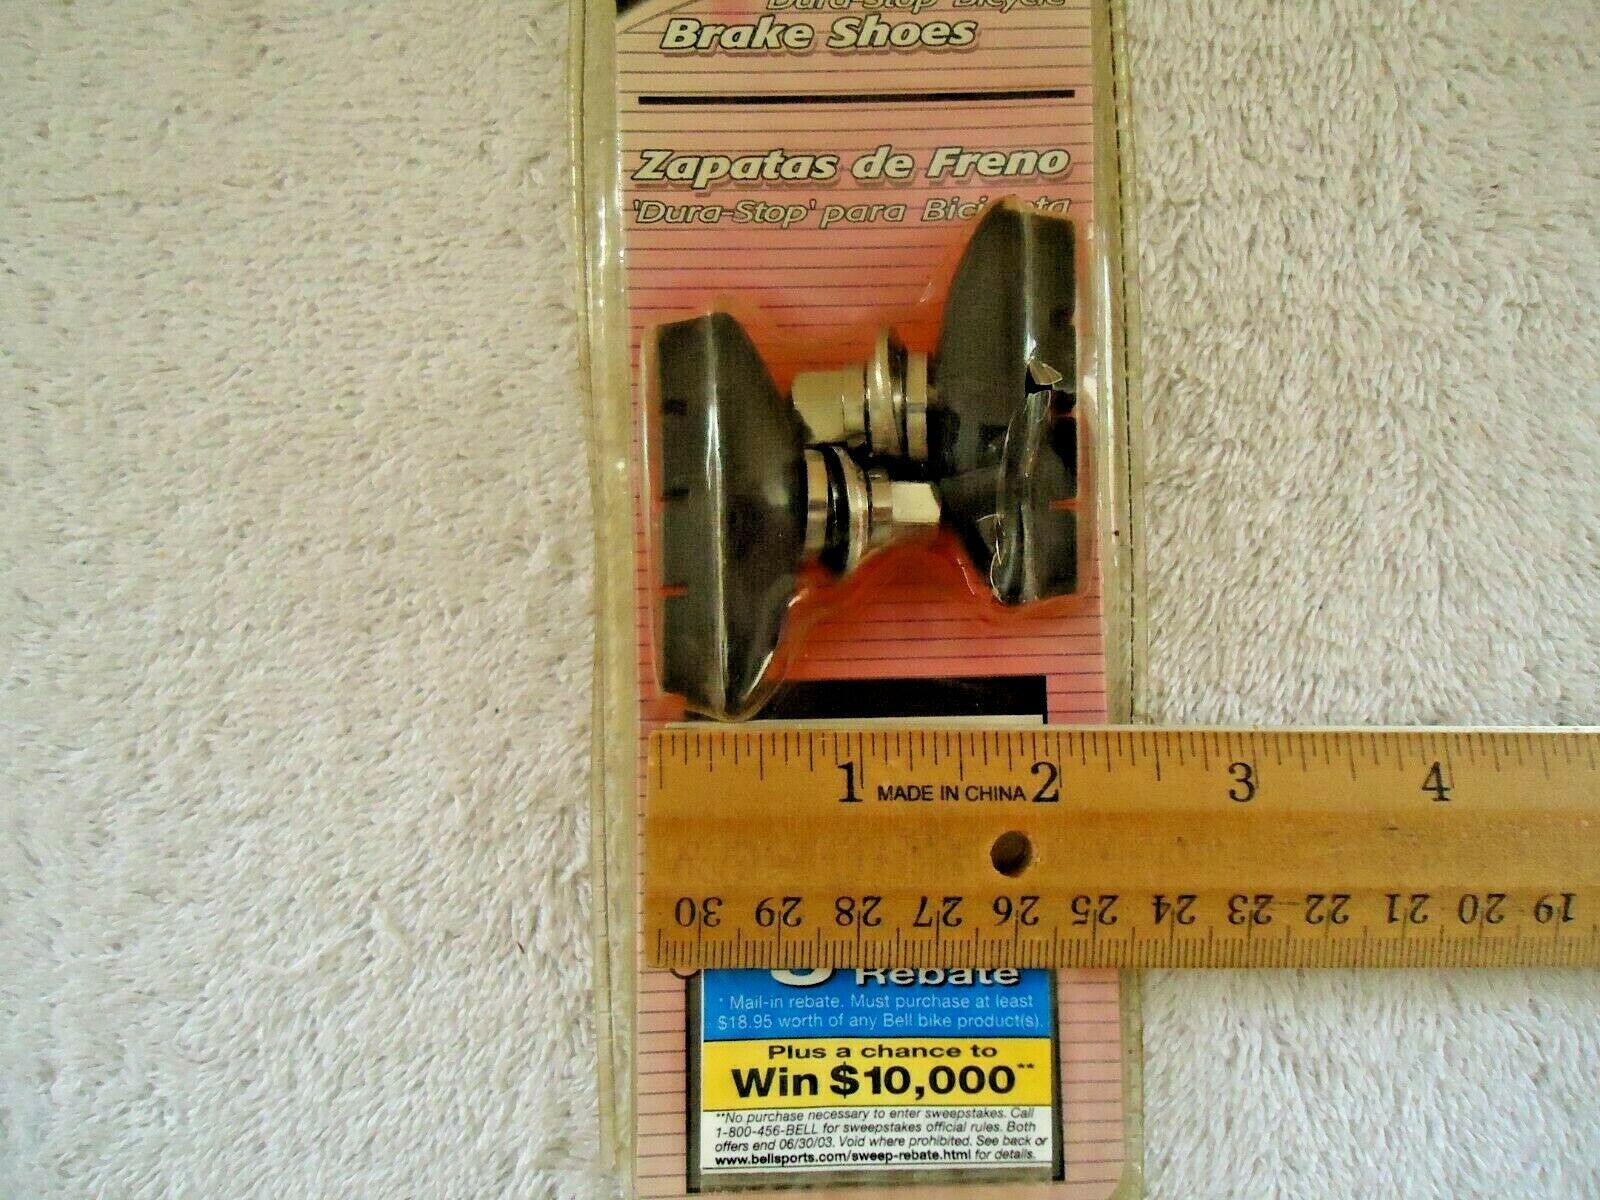 Dura-Stop Bicycle
Brake Shoes
Zapatas de Freno
'Dura-Stop' para Bicicleta
1 MADE IN CHINA 2 3 4
30 29 28 27 26 25 24 23 22 21 20 19
Rebate
* Mail-in rebate. Must purchase at least
$18.95 worth of any Bell bike product(s).
Plus a chance to
Win $10,000**
**No purchase necessary to enter sweepstakes. Call
1-800-456-BELL for sweepstakes official rules. Both
offers end 06/30/03. Void where prohibited. See back or
www.bellsports.com/sweep-rebate.html for details.